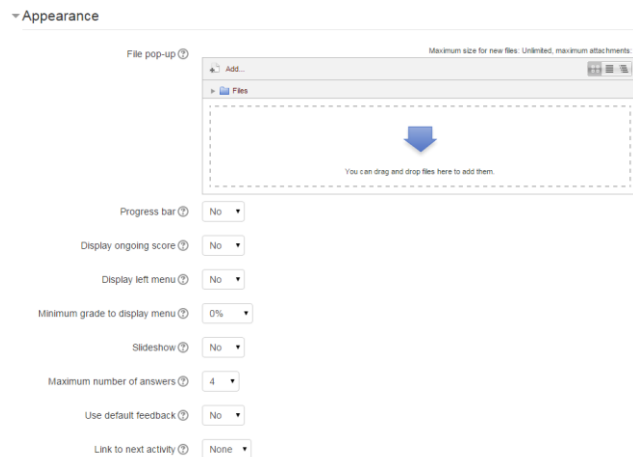 Appearance
File pop-up
Maximum size for new files: Unlimited, maximum attachments:
Add...
Files
You can drag and drop files here to add them.
Progress bar No
Display ongoing score No
Display left menu No
Minimum grade to display menu 0%
Slideshow No
Maximum number of answers 4
Use default feedback No
Link to next activity None